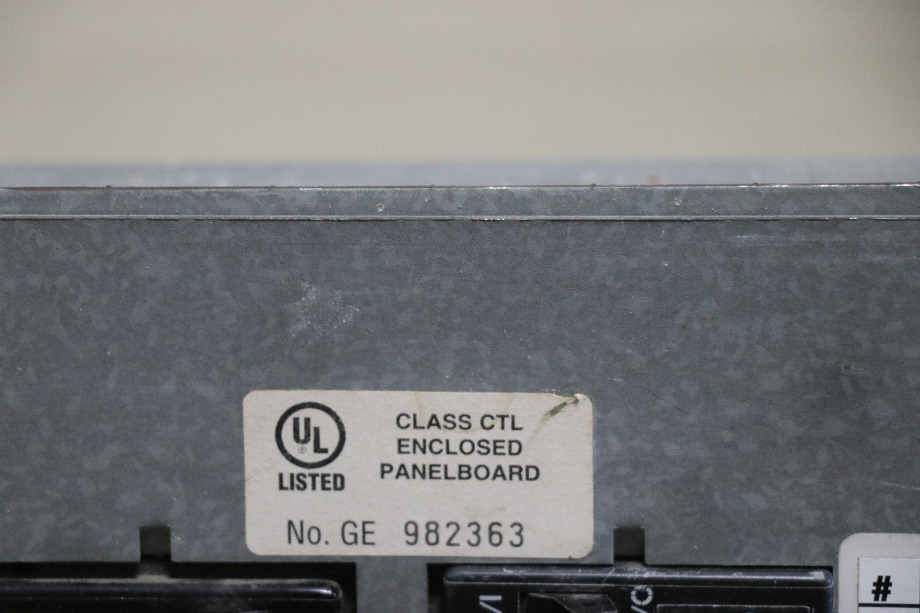 UL
®
LISTED
CLASS CTL
ENCLOSED
PANELBOARD
No. GE 982363
#